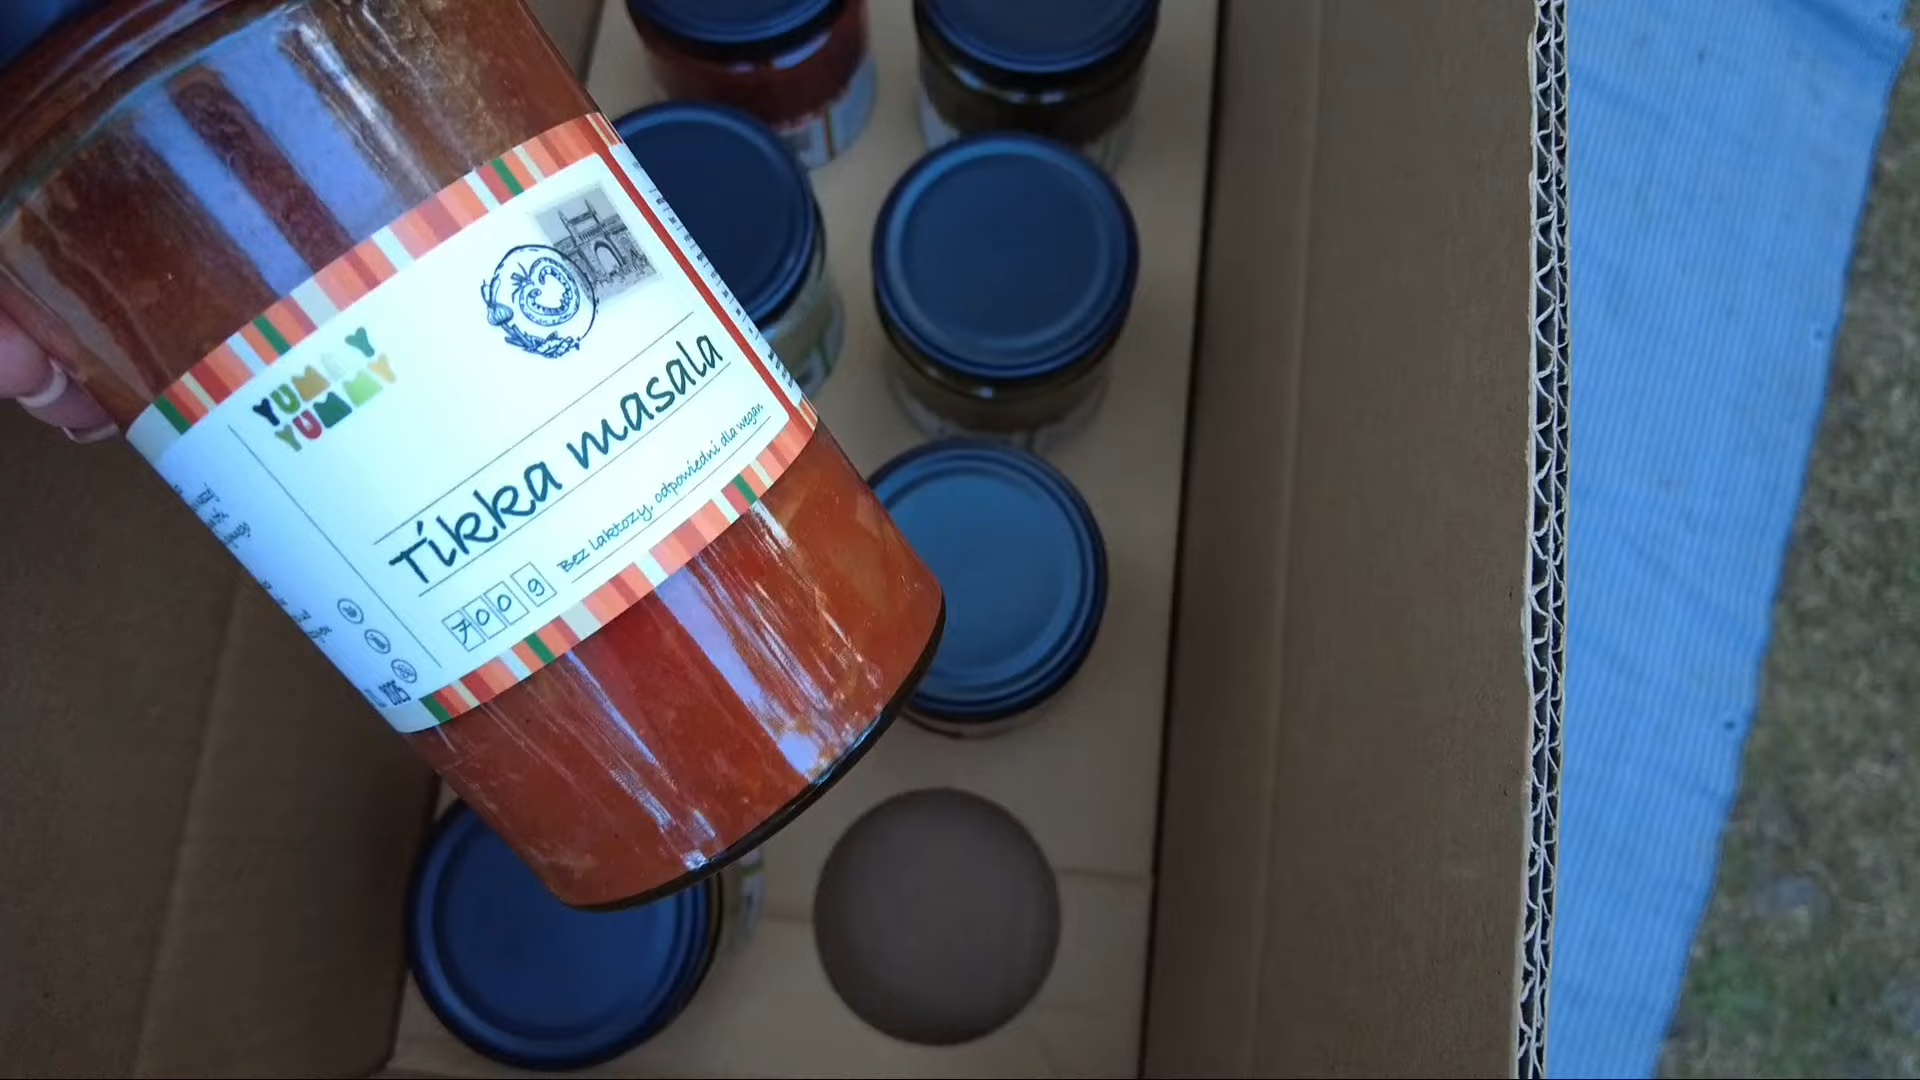 YUMMY
YUMMY
Tikka masala
700g
Bez laktozy, odpowiedni dla wegan